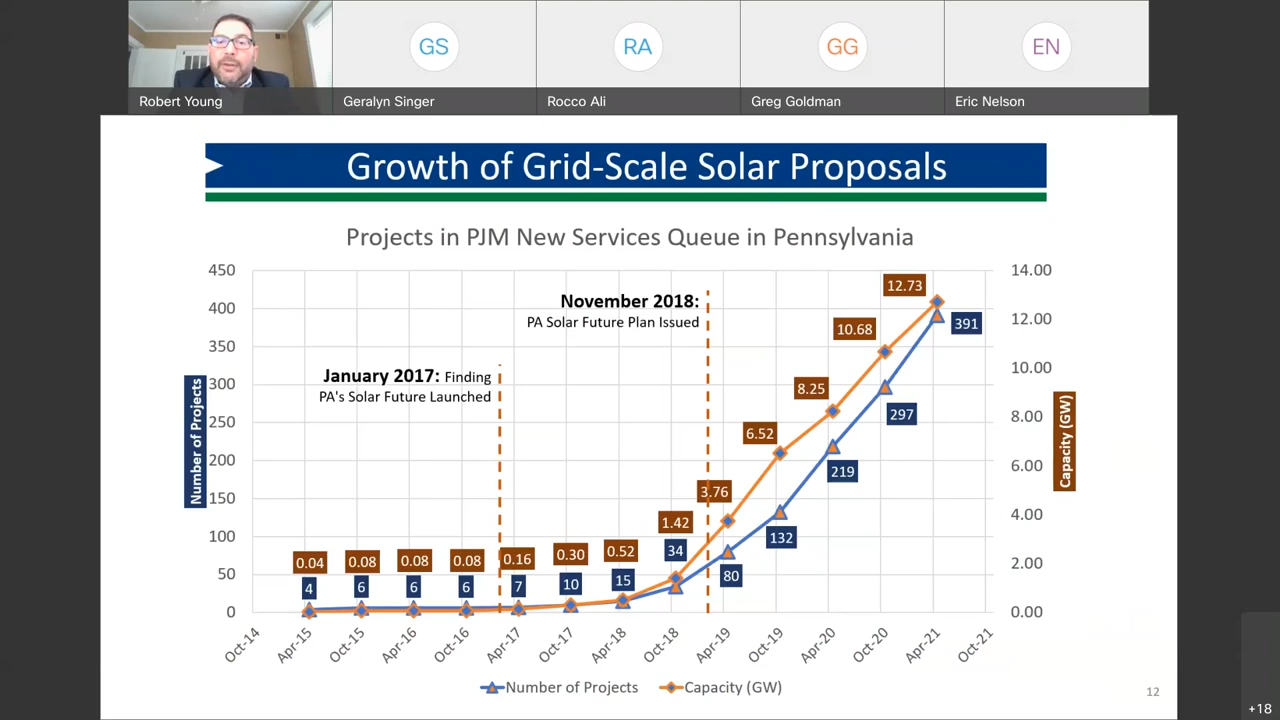 GS
RA
GG
EN
Robert Young
Geralyn Singer
Rocco Ali
Greg Goldman
Eric Nelson
Growth of Grid-Scale Solar Proposals
Projects in PJM New Services Queue in Pennsylvania
450
400
350
300
250
200
150
100
50
0
Number of Projects
14.00
12.00
10.00
8.00
6.00
4.00
2.00
0.00
Capacity (GW)
November 2018:
PA Solar Future Plan Issued
January 2017: Finding
PA's Solar Future Launched
0.04
0.08
0.08
0.08
0.16
0.30
0.52
1.42
3.76
6.52
8.25
10.68
12.73
4
6
6
6
7
10
15
34
80
132
219
297
391
Oct-14
Apr-15
Oct-15
Apr-16
Oct-16
Apr-17
Oct-17
Apr-18
Oct-18
Apr-19
Oct-19
Apr-20
Oct-20
Apr-21
Oct-21
Number of Projects
Capacity (GW)
12
+18